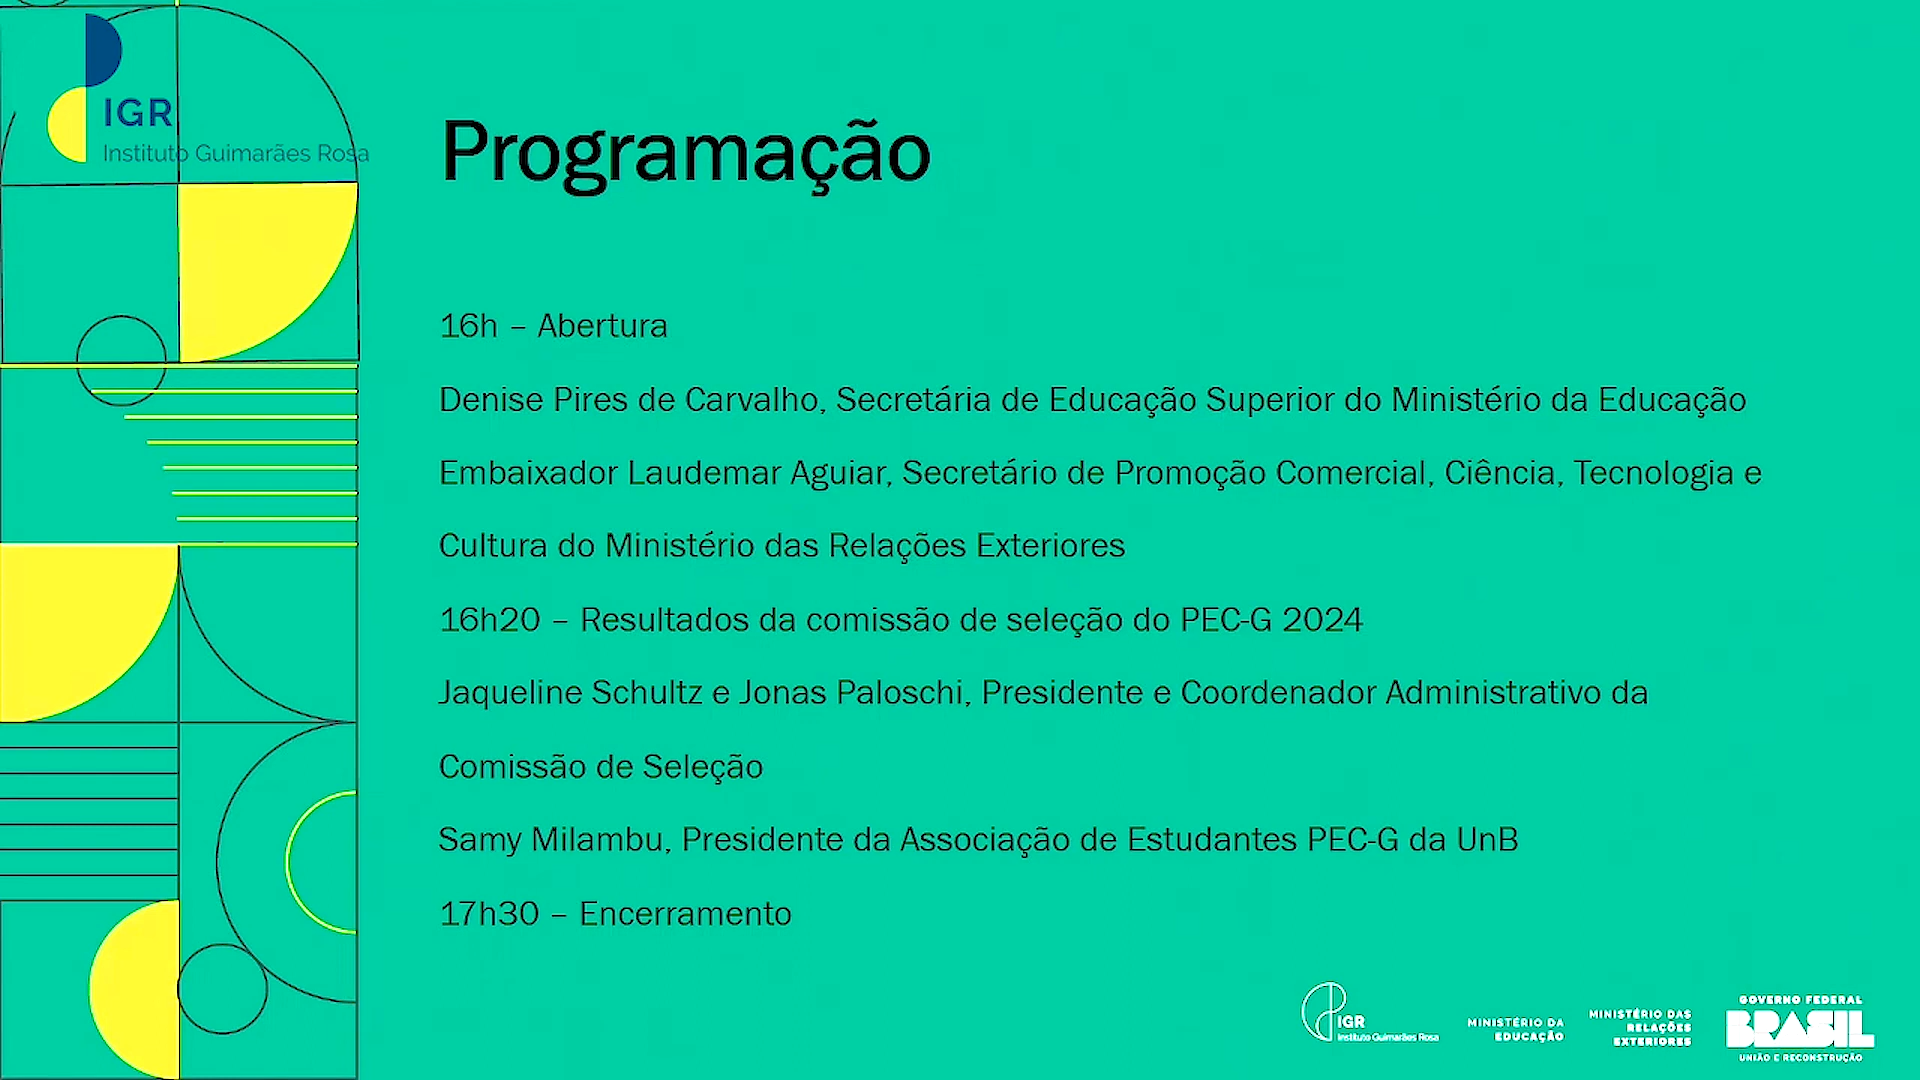 IGR
Instituto Guimarães Rosa
Programação
16h – Abertura
Denise Pires de Carvalho, Secretária de Educação Superior do Ministério da Educação
Embaixador Laudemar Aguiar, Secretário de Promoção Comercial, Ciência, Tecnologia e
Cultura do Ministério das Relações Exteriores
16h20 – Resultados da comissão de seleção do PEC-G 2024
Jaqueline Schultz e Jonas Paloschi, Presidente e Coordenador Administrativo da
Comissão de Seleção
Samy Milambu, Presidente da Associação de Estudantes PEC-G da UnB
17h30 – Encerramento
IGR
Instituto Guimarães Rosa
MINISTÉRIO DA
EDUCAÇÃO
MINISTÉRIO DAS
RELAÇÕES
EXTERIORES
GOVERNO FEDERAL
BRASIL
UNIÃO E RECONSTRUÇÃO